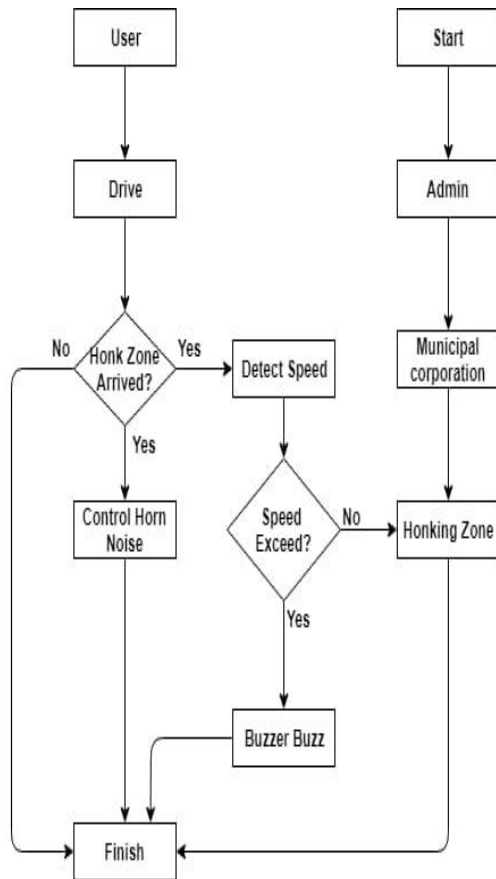 User
Start
Drive
Admin
No
Honk Zone
Arrived?
Yes
Detect Speed
Municipal
corporation
Yes
Control Horn
Noise
Speed
Exceed?
No
Honking Zone
Yes
Buzzer Buzz
Finish